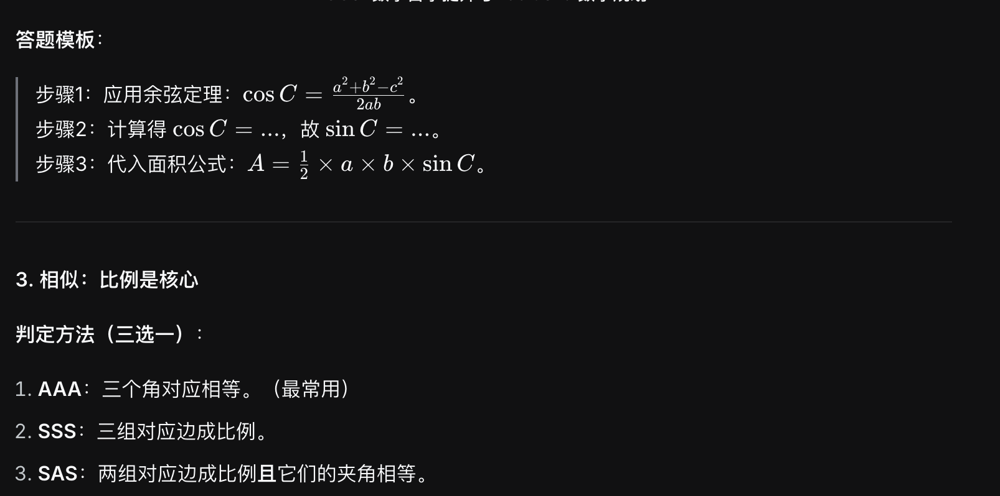 答题模板：
步骤1：应用余弦定理：cos C = \frac{a^2+b^2-c^2}{2ab}。
步骤2：计算得 cos C = ...，故 sin C = ...。
步骤3：代入面积公式：A = \frac{1}{2} × a × b × sin C。
3. 相似：比例是核心
判定方法（三选一）：
1. AAA：三个角对应相等。（最常用）
2. SSS：三组对应边成比例。
3. SAS：两组对应边成比例且它们的夹角相等。